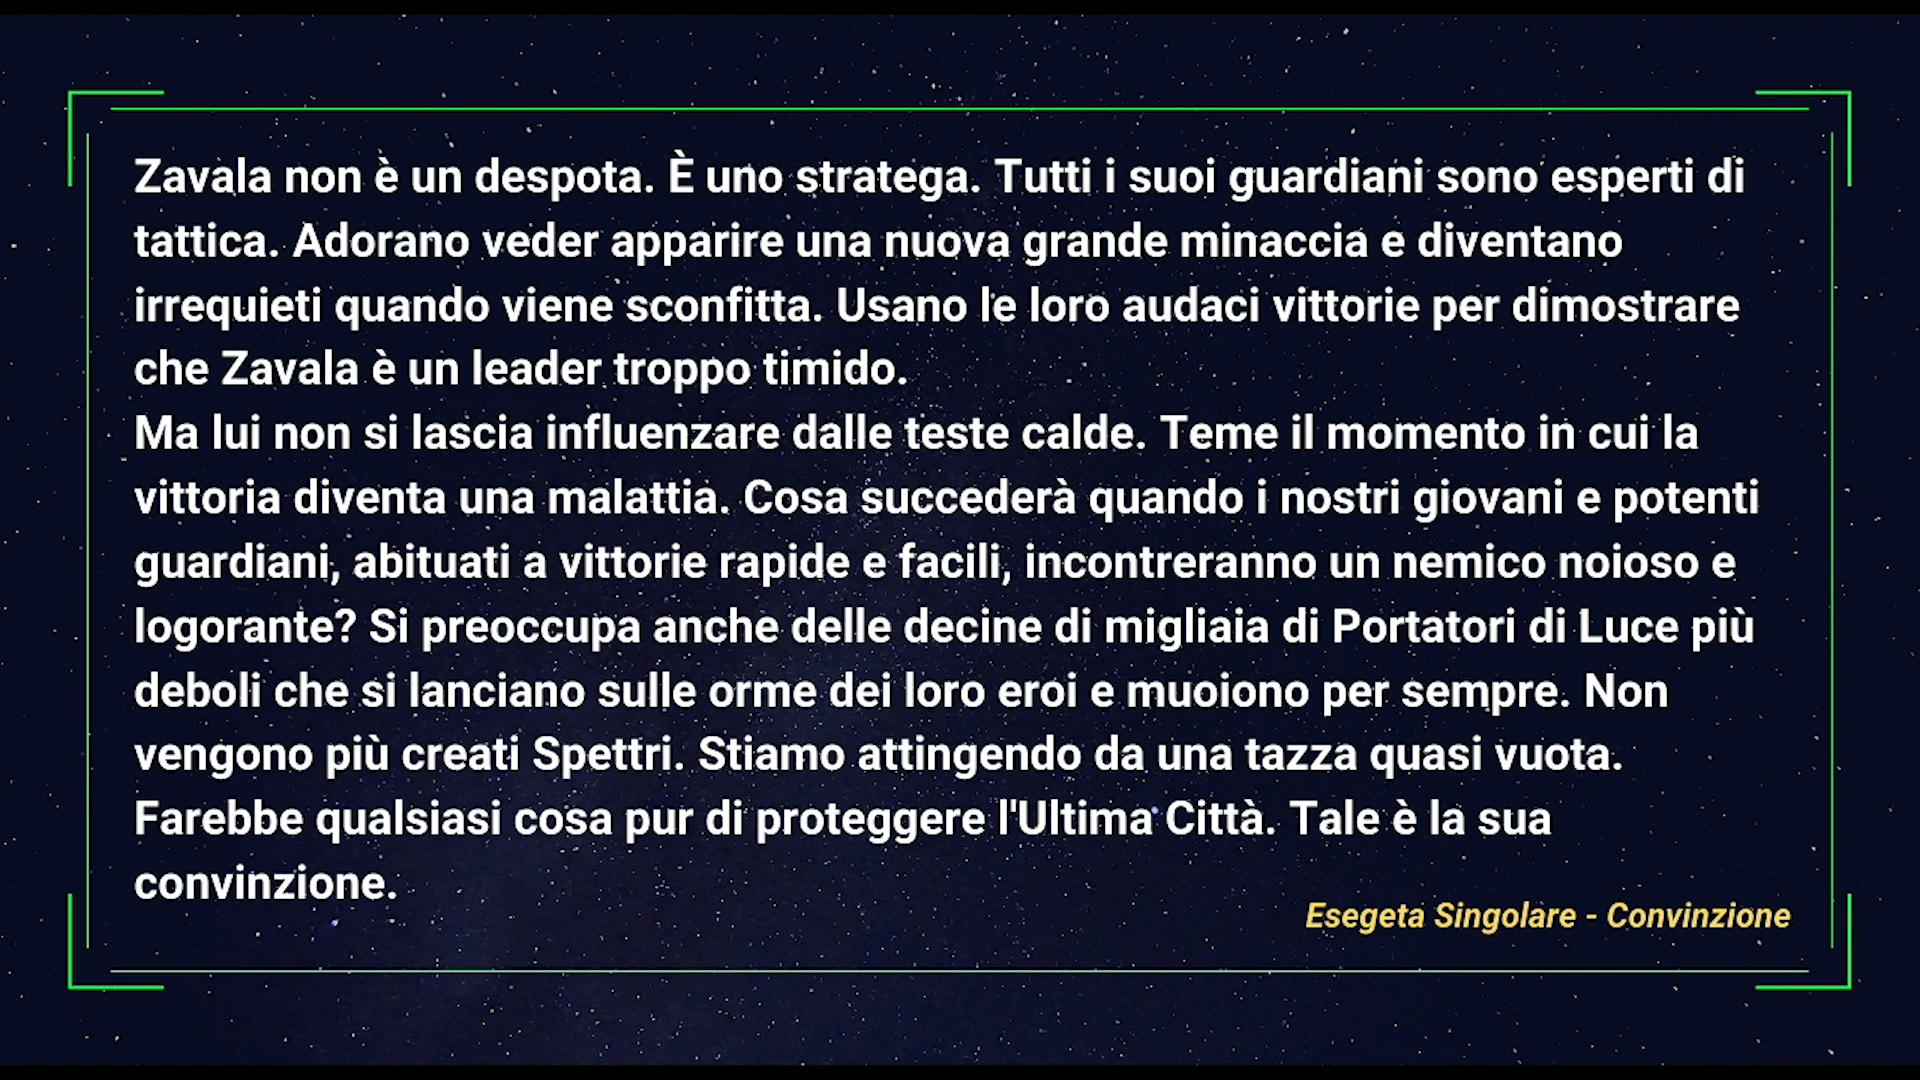 Zavala non è un despota. È uno stratega. Tutti i suoi guardiani sono esperti di
tattica. Adorano veder apparire una nuova grande minaccia e diventano
irrequieti quando viene sconfitta. Usano le loro audaci vittorie per dimostrare
che Zavala è un leader troppo timido.
Ma lui non si lascia influenzare dalle teste calde. Teme il momento in cui la
vittoria diventa una malattia. Cosa succederà quando i nostri giovani e potenti
guardiani, abituati a vittorie rapide e facili, incontreranno un nemico noioso e
logorante? Si preoccupa anche delle decine di migliaia di Portatori di Luce più
deboli che si lanciano sulle orme dei loro eroi e muoiono per sempre. Non
vengono più creati Spettri. Stiamo attingendo da una tazza quasi vuota.
Farebbe qualsiasi cosa pur di proteggere l'Ultima Città. Tale è la sua
convinzione.
Esegeta Singolare - Convinzione